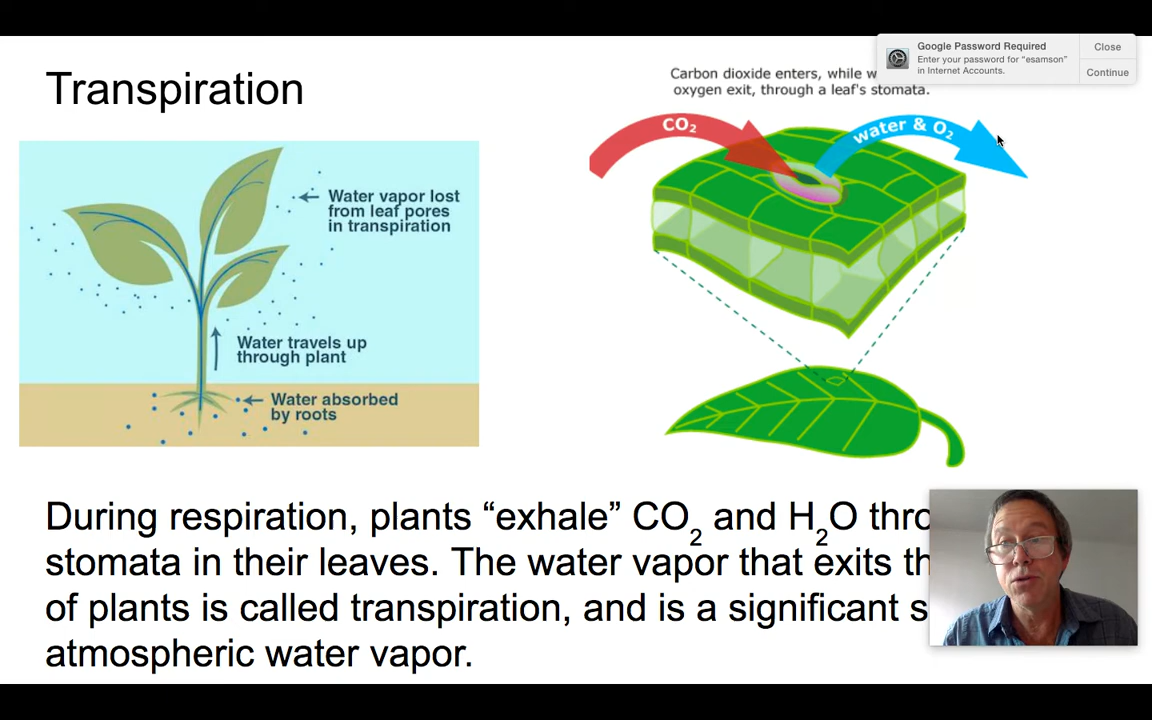 Transpiration
Google Password Required
Enter your password for "esamson"
in Internet Accounts.
Close
Continue
Carbon dioxide enters, while w
oxygen exit, through a leaf's stomata.
CO₂
water & O₂
Water vapor lost
from leaf pores
in transpiration
Water travels up
through plant
Water absorbed
by roots
During respiration, plants “exhale” CO₂ and H₂O thro
stomata in their leaves. The water vapor that exits th
of plants is called transpiration, and is a significant s
atmospheric water vapor.